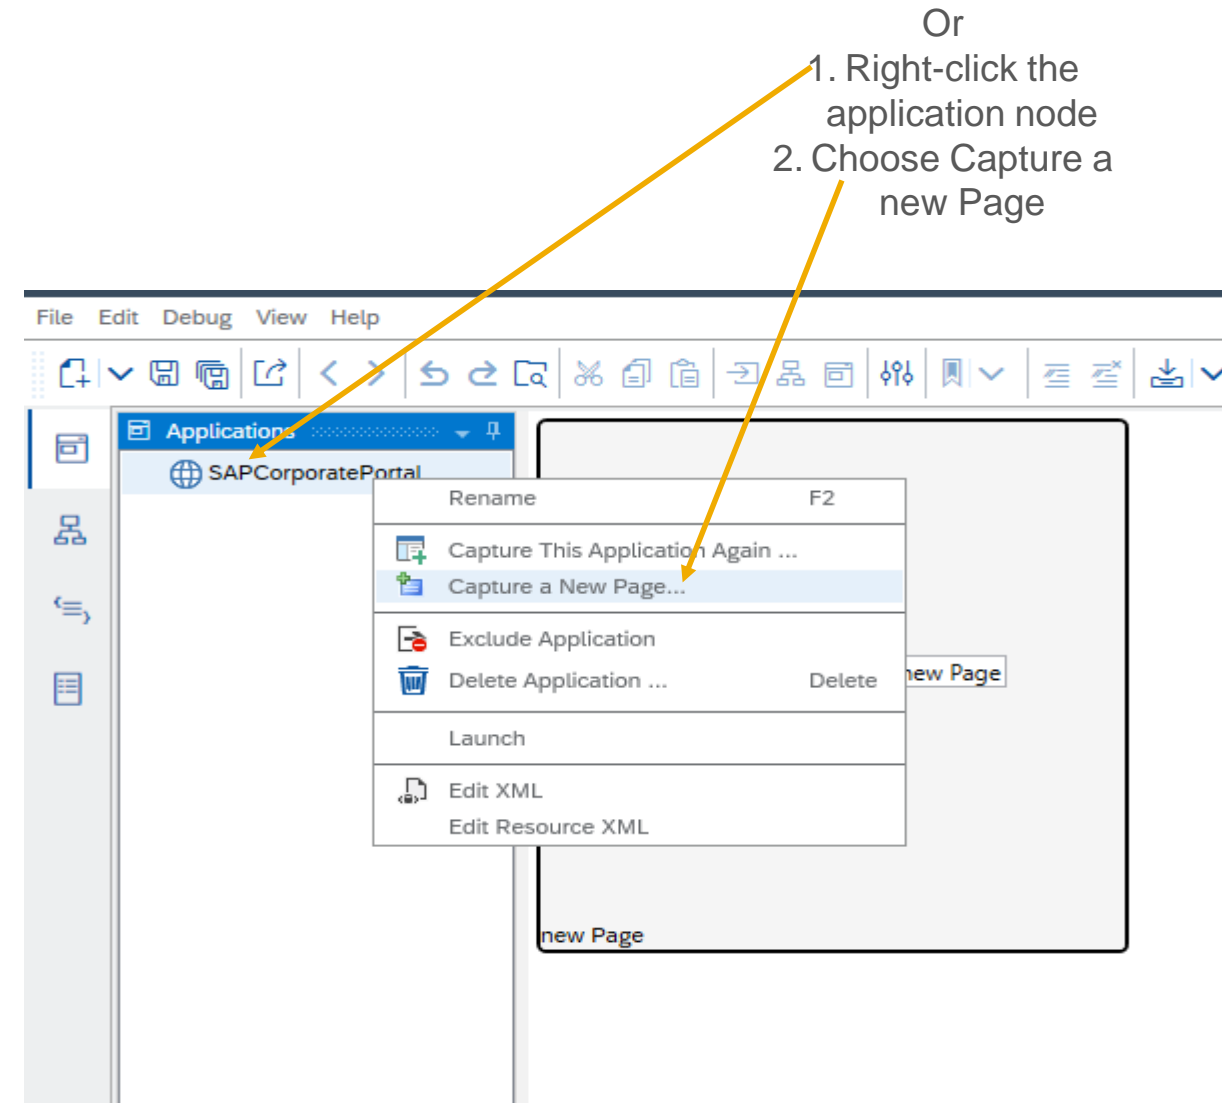 Or
1. Right-click the
application node
2. Choose Capture a
new Page
File Edit Debug View Help
Applications
SAPCorporatePortal
Rename F2
Capture This Application Again ...
Capture a New Page...
Exclude Application
Delete Application ... Delete
new Page
Launch
Edit XML
Edit Resource XML
new Page